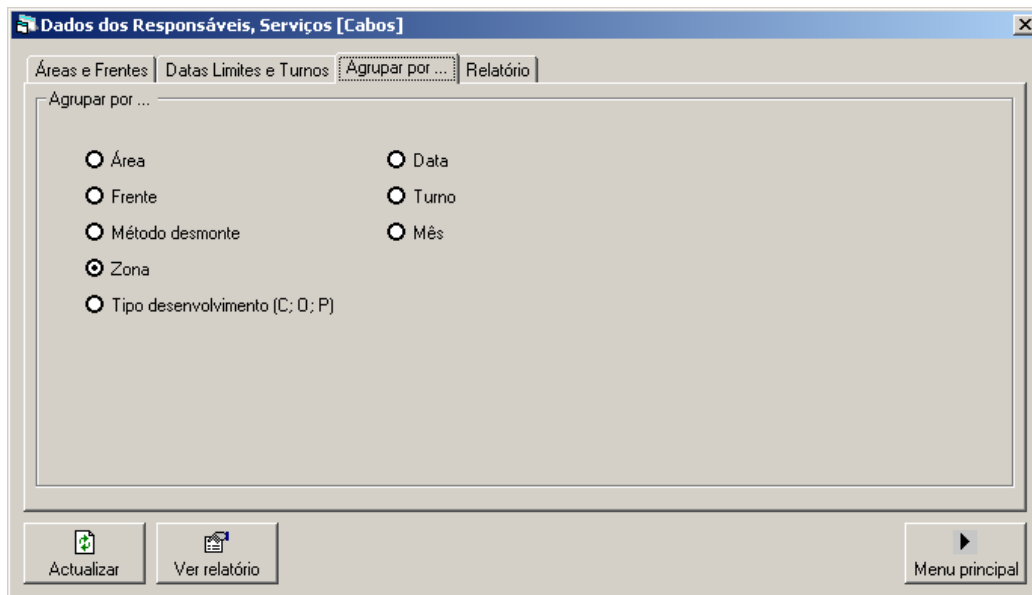 Dados dos Responsáveis, Serviços [Cabos]
Áreas e Frentes Datas Limites e Turnos Agrupar por ... Relatório
Agrupar por ...
Área
Frente
Método desmonte
Zona
Tipo desenvolvimento (C; O; P)
Data
Turno
Mês
Actualizar
Ver relatório
Menu principal